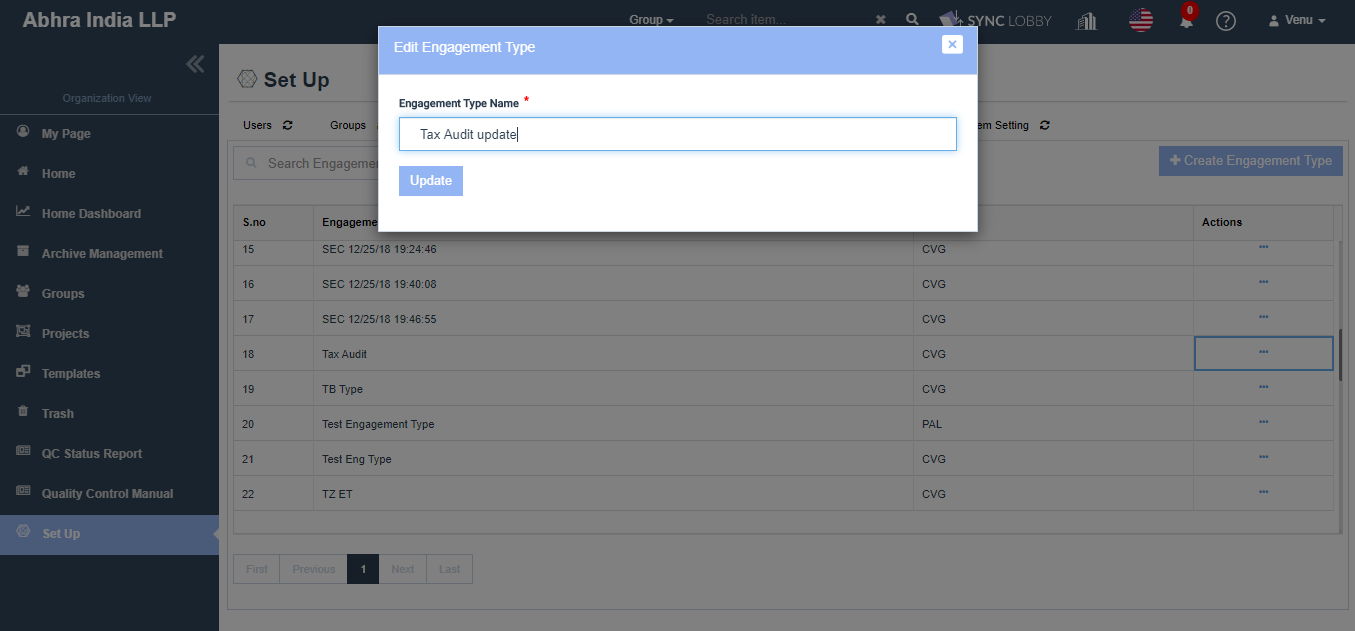 Abhra India LLP
Group
Search item...
SYNC LOBBY
0
?
Venu
Edit Engagement Type
×
Engagement Type Name *
Tax Audit update
Update
Organization View
My Page
Home
Home Dashboard
Archive Management
Groups
Projects
Templates
Trash
QC Status Report
Quality Control Manual
Set Up
Set Up
Users
Groups
Setting
Search
Create Engagement Type
S.no
Actions
15 SEC 12/25/18 19:24:46 CVG ...
16 SEC 12/25/18 19:40:08 CVG ...
17 SEC 12/25/18 19:46:55 CVG ...
18 Tax Audit CVG ...
19 TB Type CVG ...
20 Test Engagement Type PAL ...
21 Test Eng Type CVG ...
22 TZ ET CVG ...
First Previous 1 Next Last